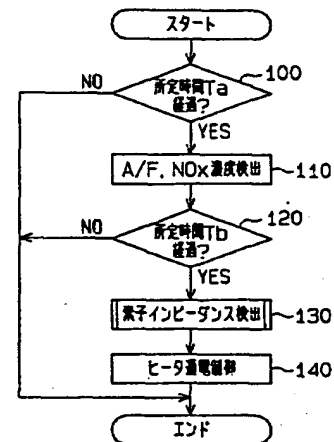 スタート
100
所定時間Ta
経過?
NO
YES
A/F. NOx濃度検出
110
120
所定時間Tb
経過?
NO
YES
素子インピーダンス検出
130
ヒータ通電制御
140
エンド